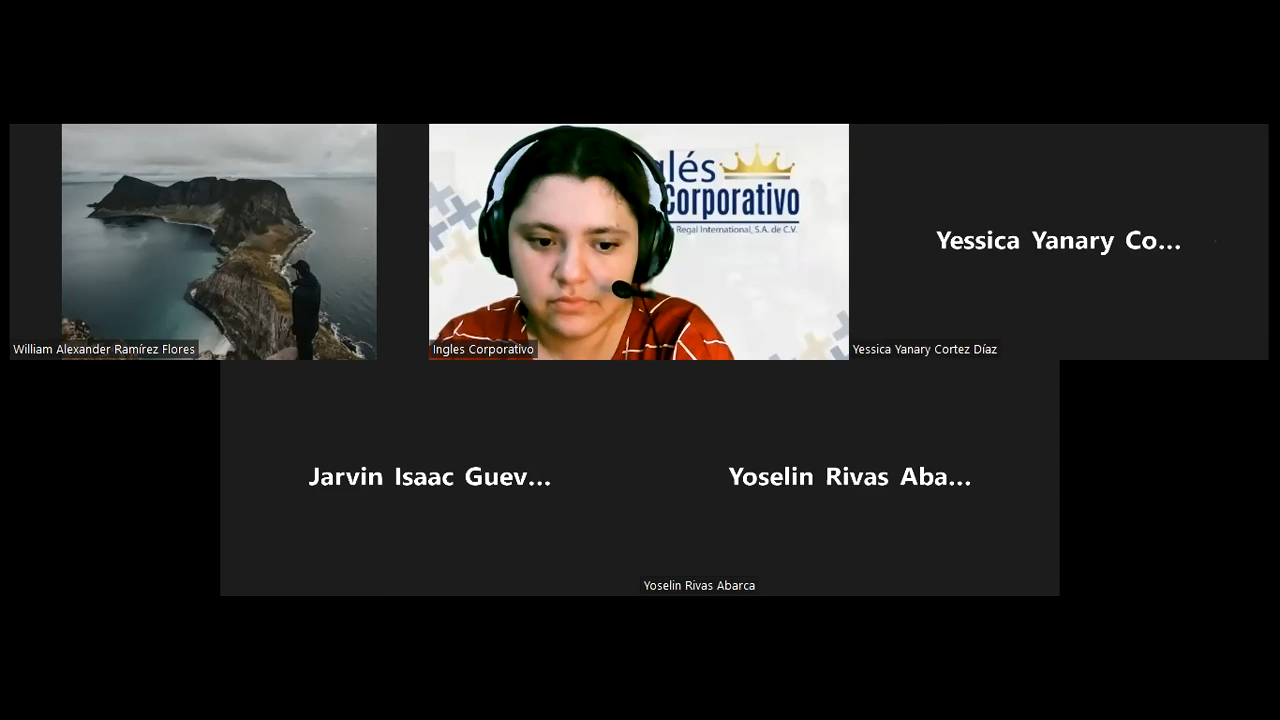 glés
Corporativo
Regal International, S.A. de C.V.
Yessica Yanary Co...
William Alexander Ramírez Flores
Ingles Corporativo
Yessica Yanary Cortez Díaz
Jarvin Isaac Guev...
Yoselin Rivas Aba...
Yoselin Rivas Abarca